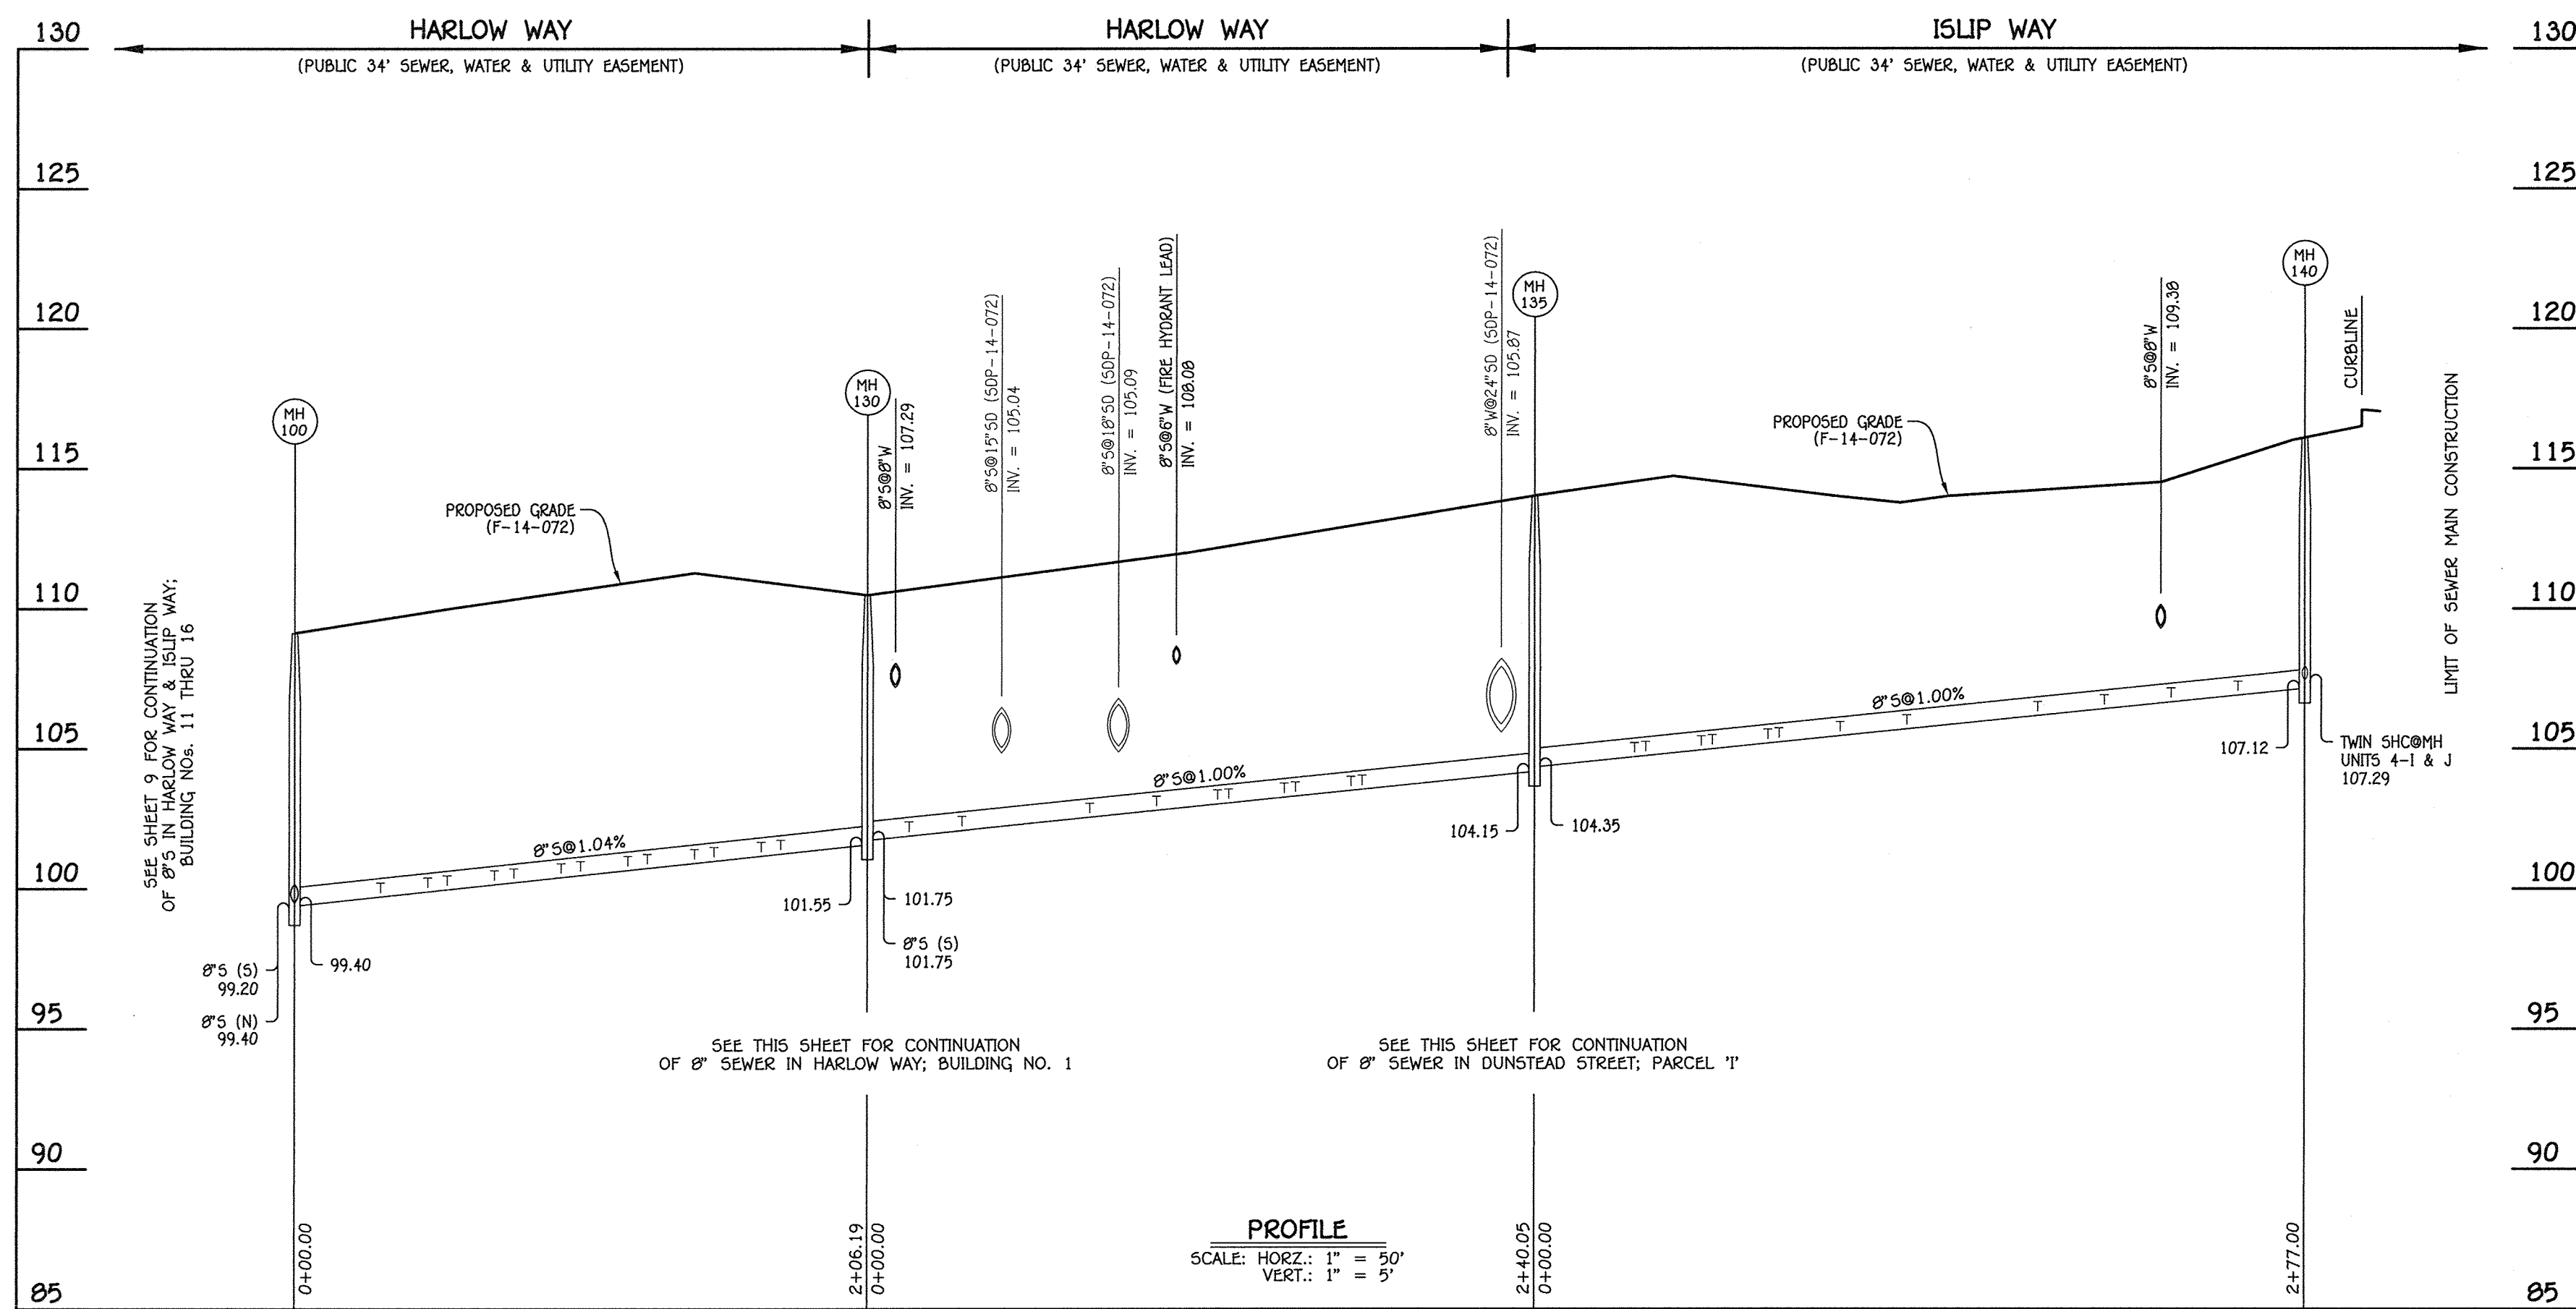 HARLOW WAY
(PUBLIC 34' SEWER, WATER & UTILITY EASEMENT)
HARLOW WAY
(PUBLIC 34' SEWER, WATER & UTILITY EASEMENT)
ISLIP WAY
(PUBLIC 34' SEWER, WATER & UTILITY EASEMENT)
130
125
120
115
110
105
100
95
90
85
130
125
120
115
110
105
100
95
90
85
SEE SHEET 9 FOR CONTINUATION
OF 8"S IN HARLOW WAY & ISLIP WAY;
BUILDING NOs. 11 THRU 16
MH
100
PROPOSED GRADE
(F-14-072)
8"S@1.04%
T T T T T T T T T T T
8"S (S)
99.20
8"S (N)
99.40
99.40
MH
130
8"S@8"W
INV. = 107.29
8"S@15"SD (SDP-14-072)
INV. = 105.04
8"S@18"SD (SDP-14-072)
INV. = 105.09
8"S@6"W (FIRE HYDRANT LEAD)
INV. = 108.08
8"W@24"SD (SDP-14-072)
INV. = 105.87
101.55
101.75
8"S (S)
101.75
8"S@1.00%
T T T T TT TT TT
MH
135
104.15
104.35
PROPOSED GRADE
(F-14-072)
8"S@1.00%
TT TT TT T T T T T T
8"S@8"W
INV. = 109.38
MH
140
CURBLINE
107.12
TWIN SHC@MH
UNITS 4-I & J
107.29
LIMIT OF SEWER MAIN CONSTRUCTION
SEE THIS SHEET FOR CONTINUATION
OF 8" SEWER IN HARLOW WAY; BUILDING NO. 1
SEE THIS SHEET FOR CONTINUATION
OF 8" SEWER IN DUNSTEAD STREET; PARCEL 'I'
0+00.00
2+06.19
0+00.00
PROFILE
SCALE: HORZ.: 1" = 50'
VERT.: 1" = 5'
2+40.05
0+00.00
2+77.00